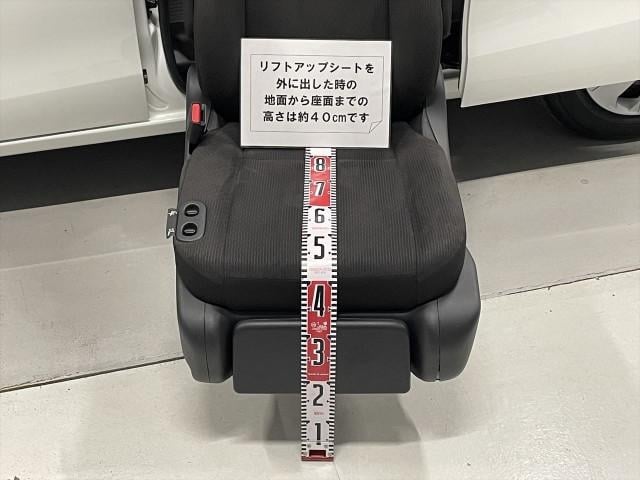 リフトアップシートを
外に出した時の
地面から座面までの
高さは約40cmです
8
7
6
5
4
3
2
1